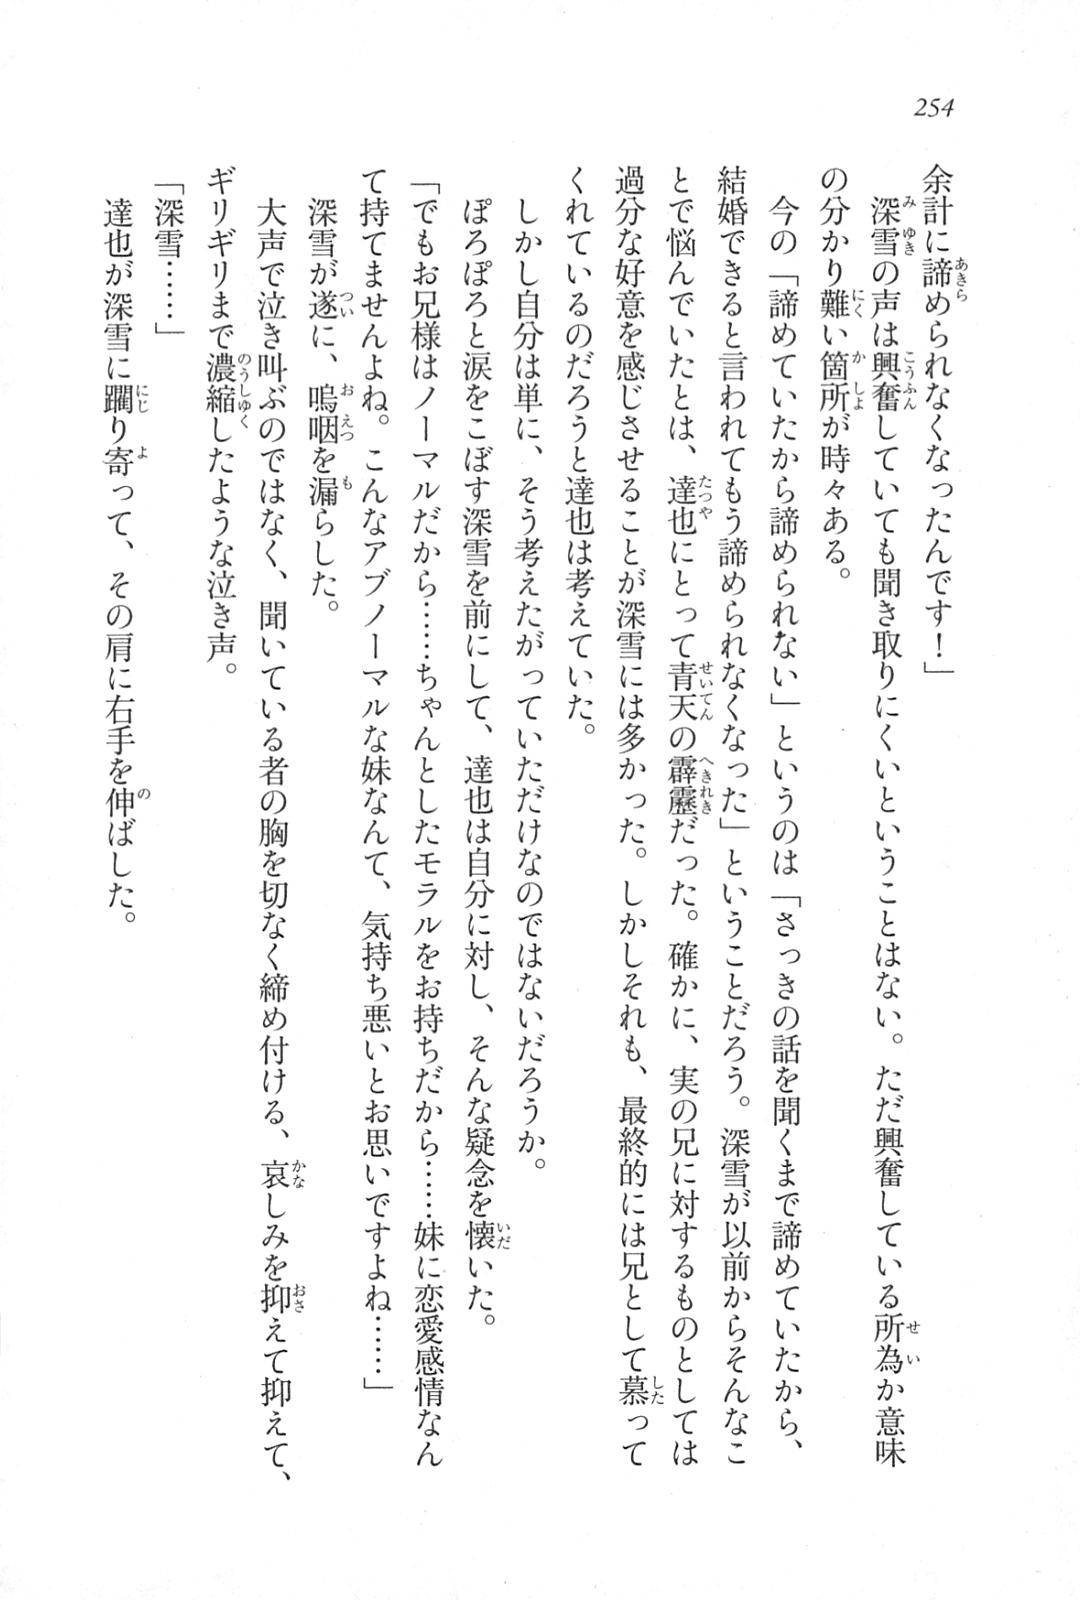 254
余計に諦められなくなったんです！」
　深雪の声は興奮していても聞き取りにくいということはない。ただ興奮している所為か意味
の分かり難い箇所が時々ある。
　今の「諦めていたから諦められない」というのは「さっきの話を聞くまで諦めていたから、
結婚できると言われてもう諦められなくなった」ということだろう。深雪が以前からそんなこ
とで悩んでいたとは、達也にとって青天の霹靂だった。確かに、実の兄に対するものとしては
過分な好意を感じさせることが深雪には多かった。しかしそれも、最終的には兄として慕って
くれているのだろうと達也は考えていた。
　しかし自分は単に、そう考えたがっていただけなのではないだろうか。
　ぽろぽろと涙をこぼす深雪を前にして、達也は自分に対し、そんな疑念を懐いた。
「でもお兄様はノーマルだから……ちゃんとしたモラルをお持ちだから……妹に恋愛感情なん
て持てませんよね。こんなアブノーマルな妹なんて、気持ち悪いとお思いですよね……」
　深雪が遂に、嗚咽を漏らした。
　大声で泣き叫ぶのではなく、聞いている者の胸を切なく締め付ける、哀しみを抑えて抑えて、
ギリギリまで濃縮したような泣き声。
「深雪……」
　達也が深雪に躙り寄って、その肩に右手を伸ばした。